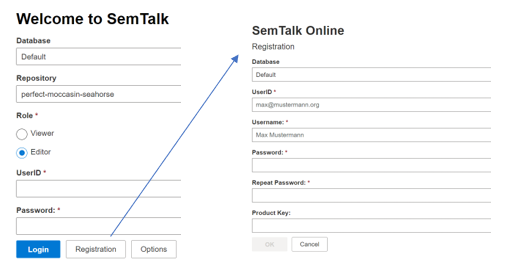 Welcome to SemTalk
Database
Default
Repository
perfect-moccasin-seahorse
Role *
Viewer
Editor
UserID *
Password: *
Login
Registration
Options
SemTalk Online
Registration
Database
Default
UserID *
max@mustermann.org
Username: *
Max Mustermann
Password: *
Repeat Password: *
Product Key:
OK
Cancel